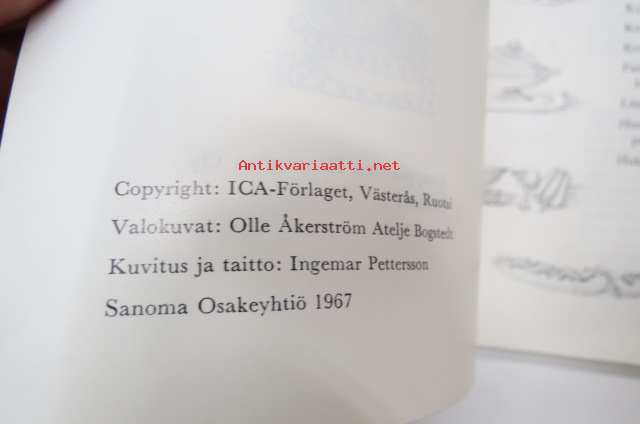 Antikvariaatti.net
Copyright: ICA-Förlaget, Västerås, Ruotsi
Valokuvat: Olle Åkerström Atelje Bogstedt
Kuvitus ja taitto: Ingemar Pettersson
Sanoma Osakeyhtiö 1967